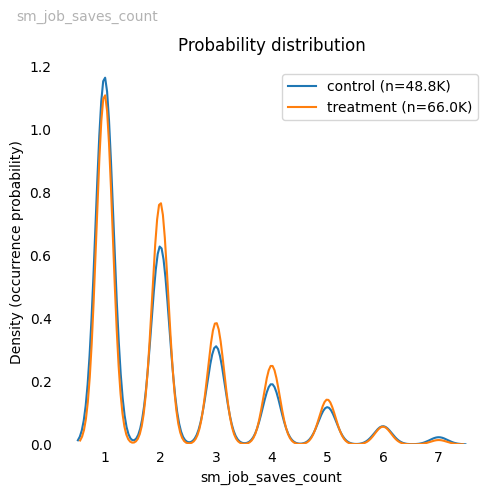 sm_job_saves_count
Probability distribution
control (n=48.8K)
treatment (n=66.0K)
Density (occurrence probability)
1.2
1.0
0.8
0.6
0.4
0.2
0.0
1 2 3 4 5 6 7
sm_job_saves_count